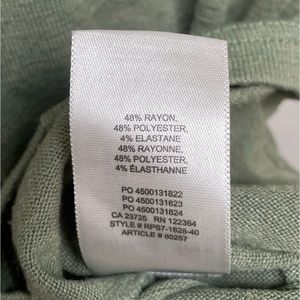 48% RAYON,
48% POLYESTER,
4% ELASTANE
48% RAYONNE,
48% POLYESTER,
4% ÉLASTHANNE
PO 4500131822
PO 4500131823
PO 4500131824
CA 23725 RN 122354
STYLE # RPS7-1828-40
ARTICLE # 80257